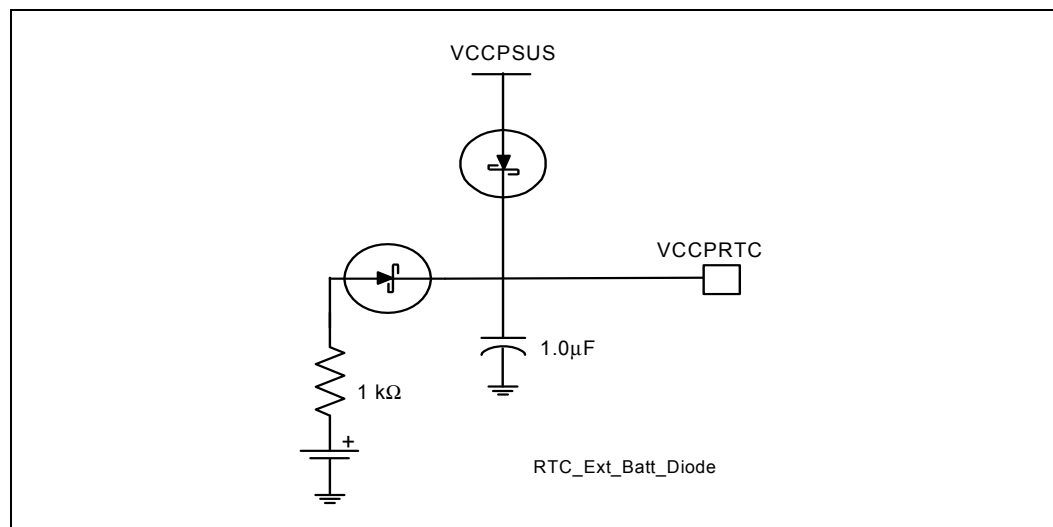 VCCPSUS
VCCPRTC
1.0μF
1 kΩ
+
RTC_Ext_Batt_Diode